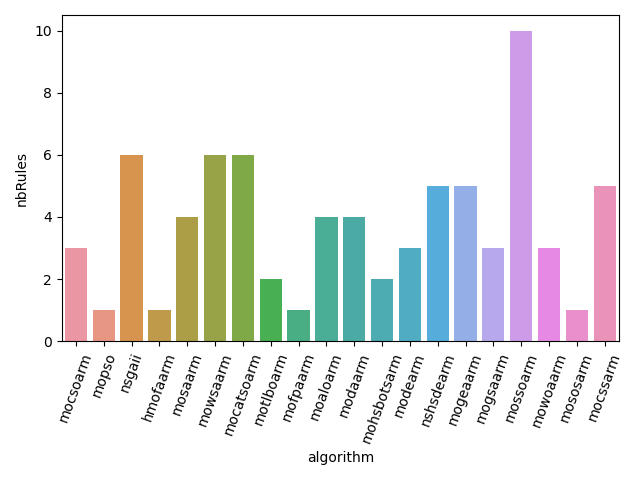 10
8
6
4
2
0
nbRules
mocsoarm
mopso
nsgaii
hmofaarm
mosaarm
mowsaarm
mocatsoarm
motlboarm
mofpaarm
moaloarm
modaarm
mohsbotsarm
modearm
nshsdearm
mogeaarm
mogsaarm
mossoarm
mowoaarm
mososarm
mocssarm
algorithm